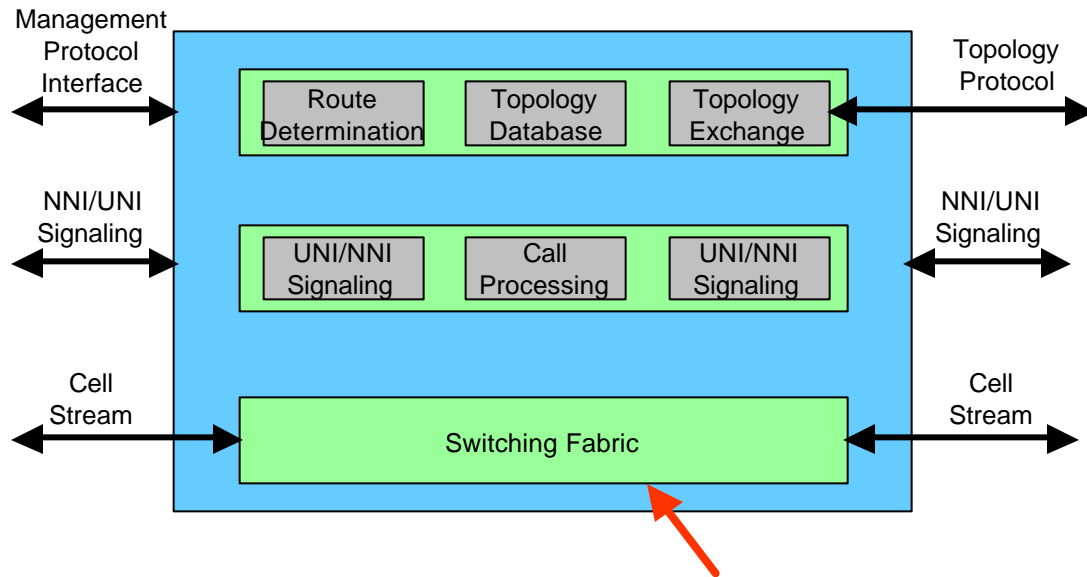 Management
Protocol
Interface
Topology
Protocol
Route
Determination
Topology
Database
Topology
Exchange
NNI/UNI
Signaling
NNI/UNI
Signaling
UNI/NNI
Signaling
Call
Processing
UNI/NNI
Signaling
Cell
Stream
Cell
Stream
Switching Fabric